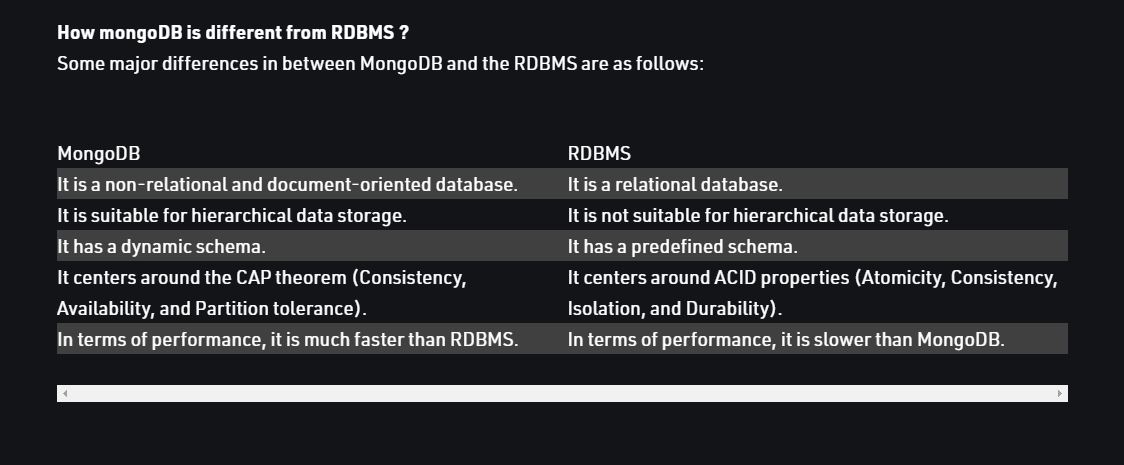 How mongoDB is different from RDBMS ?
Some major differences in between MongoDB and the RDBMS are as follows:
MongoDB RDBMS
It is a non-relational and document-oriented database. It is a relational database.
It is suitable for hierarchical data storage. It is not suitable for hierarchical data storage.
It has a dynamic schema. It has a predefined schema.
It centers around the CAP theorem (Consistency, It centers around ACID properties (Atomicity, Consistency,
Availability, and Partition tolerance). Isolation, and Durability).
In terms of performance, it is much faster than RDBMS. In terms of performance, it is slower than MongoDB.